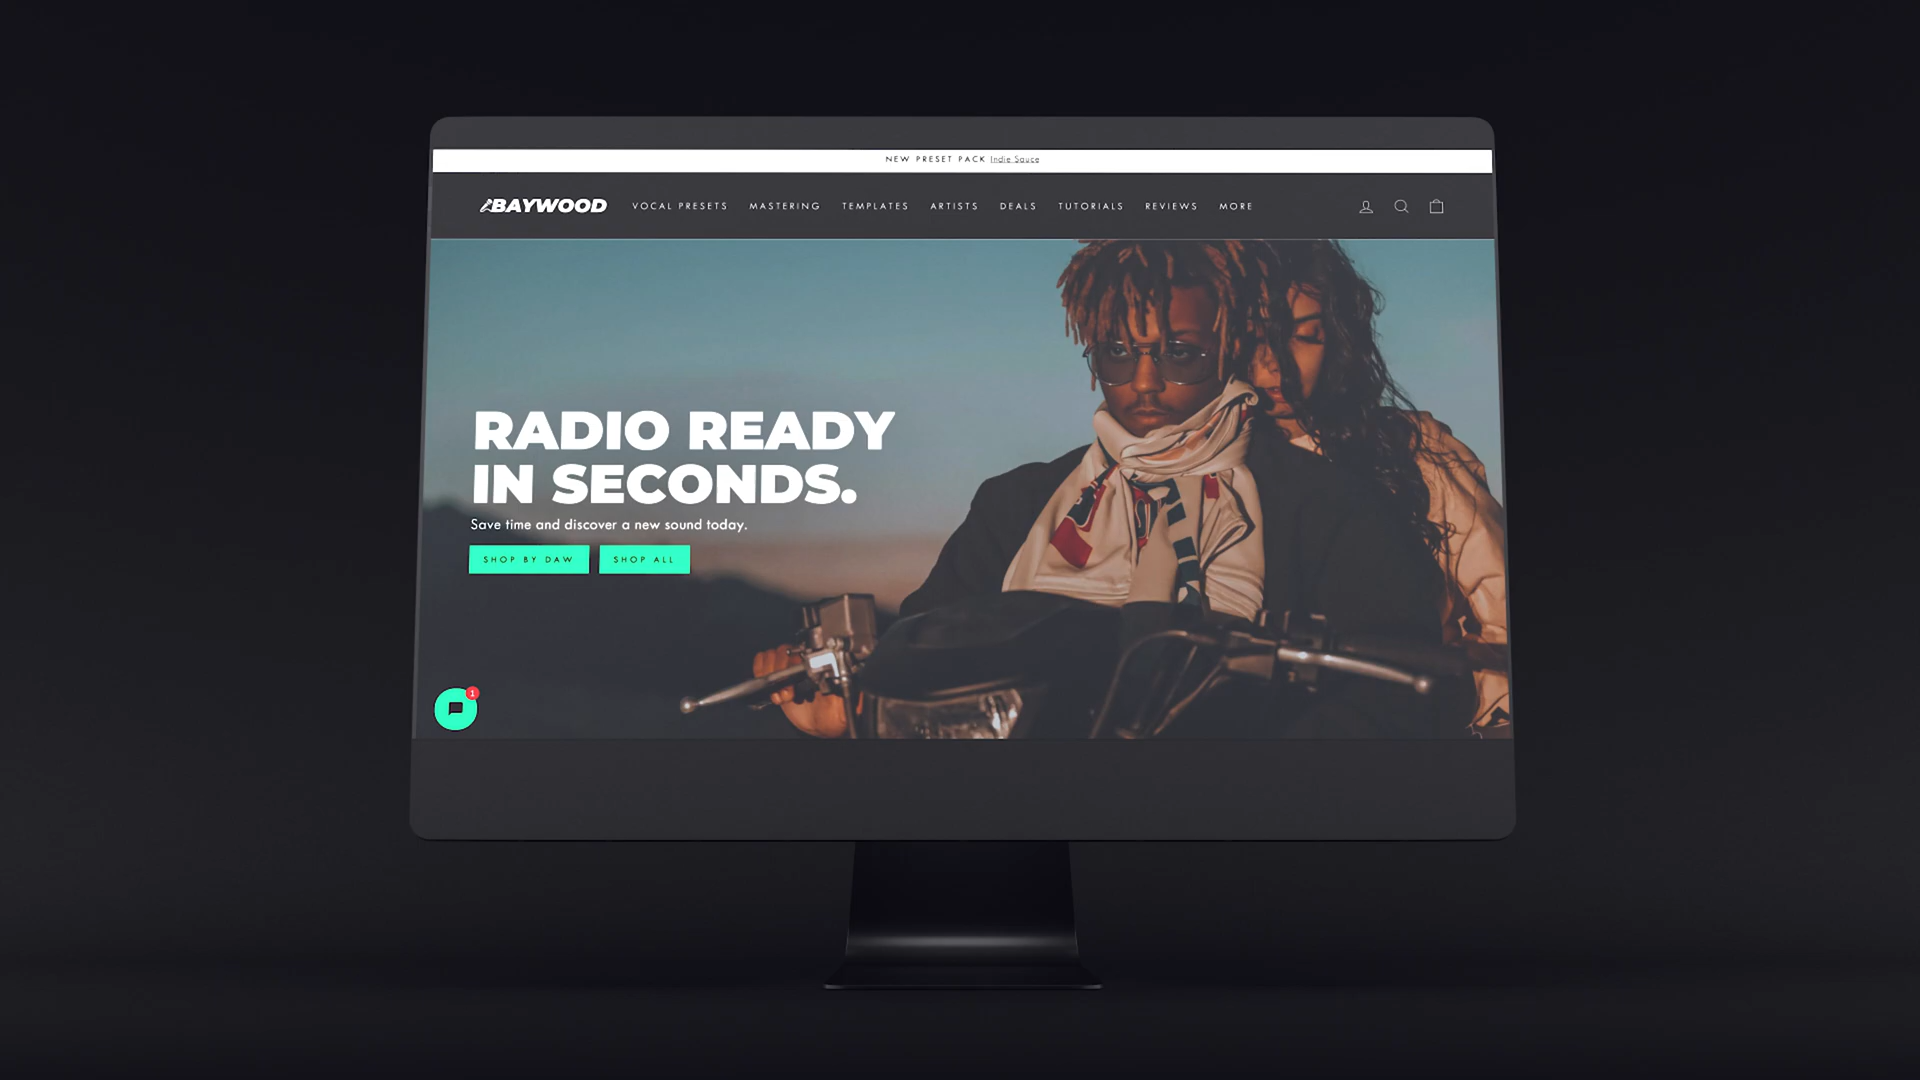 NEW PRESET PACK Indie Sauce
BAYWOOD
VOCAL PRESETS MASTERING TEMPLATES ARTISTS DEALS TUTORIALS REVIEWS MORE
RADIO READY
IN SECONDS.
Save time and discover a new sound today.
SHOP BY DAW SHOP ALL
1